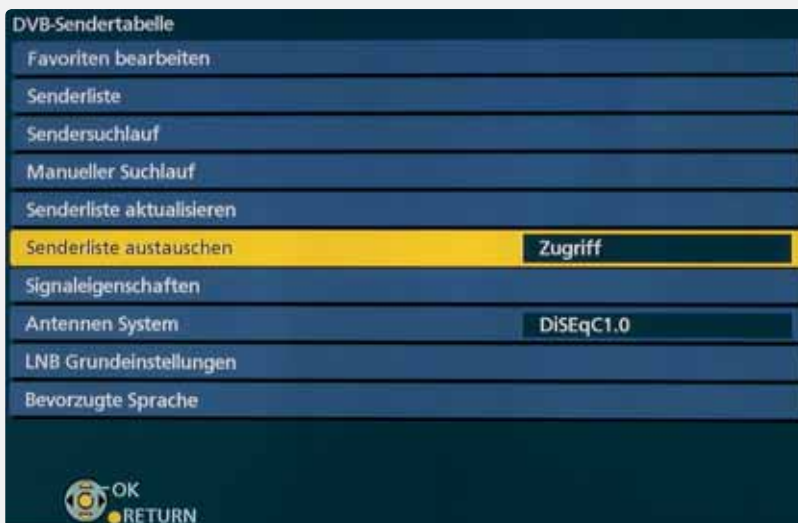 DVB-Sendertabelle
Favoriten bearbeiten
Senderliste
Sendersuchlauf
Manueller Suchlauf
Senderliste aktualisieren
Senderliste austauschen Zugriff
Signaleigenschaften
Antennen System DiSEqC1.0
LNB Grundeinstellungen
Bevorzugte Sprache
OK
RETURN